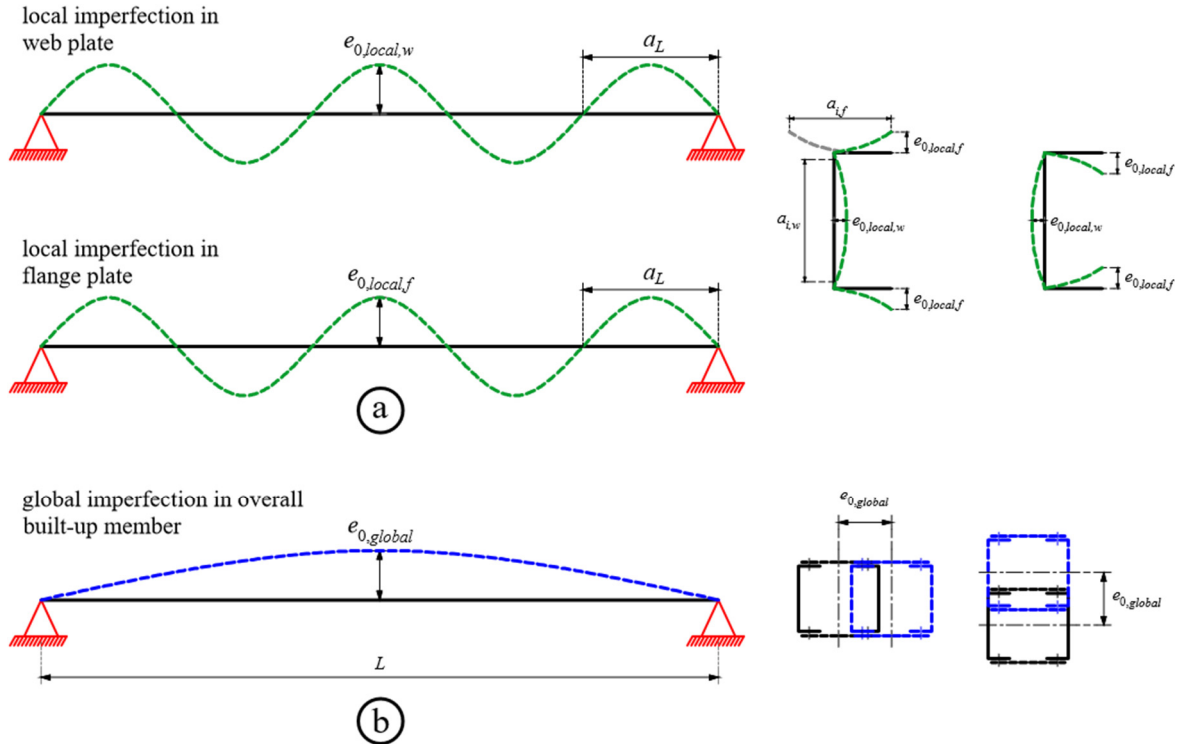 local imperfection in
web plate
e0,local,w
aL
ai,f
e0,local,f
e0,local,f
ai,w
e0,local,w
e0,local,w
e0,local,f
e0,local,f
local imperfection in
flange plate
e0,local,f
aL
a
global imperfection in overall
built-up member
e0,global
e0,global
e0,global
L
b